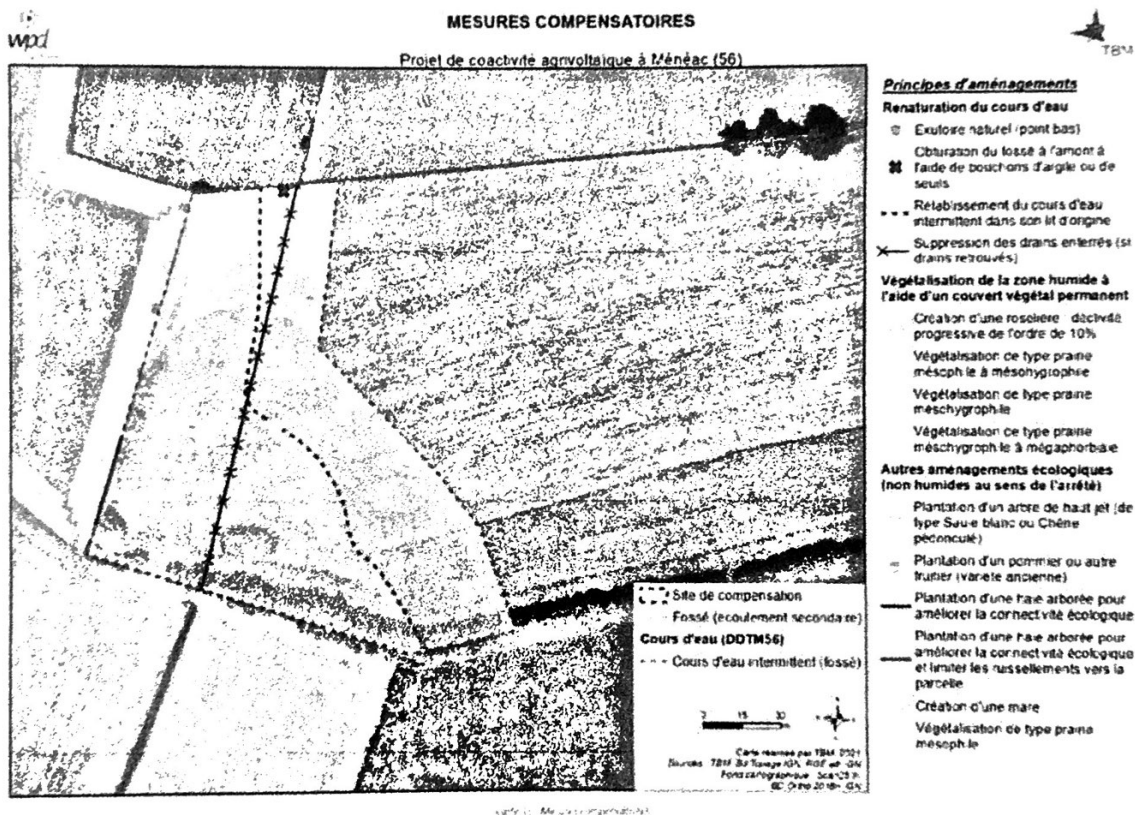 wpd
MESURES COMPENSATOIRES
TBM
Projet de coactivité agrivoltaïque à Ménéac (56)
Principes d'aménagements
Renaturation du cours d'eau
Exutoire naturel (point bas)
Obturation du fossé à l'amont à
l'aide de bouchons d'argile ou de
seuils
Rétablissement du cours d'eau
intermittent dans son lit d'origine
Suppression des drains enterrés (si
drains retrouvés)
Végétalisation de la zone humide à
l'aide d'un couvert végétal permanent
Création d'une roselière déclivité
progressive de l'ordre de 10%
Végétalisation de type prairie
mésophile à mésohygrophile
Végétalisation de type prairie
mésohygrophile
Végétalisation de type prairie
mésohygrophile à mégaphorbiaie
Autres aménagements écologiques
(non humides au sens de l'arrêté)
Plantation d'un arbre de haut jet (de
type Saule blanc ou Chêne
pédonculé)
Plantation d'un pommier ou autre
fruitier (variété ancienne)
Plantation d'une haie arborée pour
améliorer la connectivité écologique
Plantation d'une haie arborée pour
améliorer la connectivité écologique
et limiter les ruissellements vers la
parcelle
Création d'une mare
Végétalisation de type prairie
mésophile
Site de compensation
Fossé (écoulement secondaire)
Cours d'eau (DDTM56)
Cours d'eau intermittent (fossé)
0 15 30
Carte réalisée par TBM
Sources : TBM
Fond cartographique